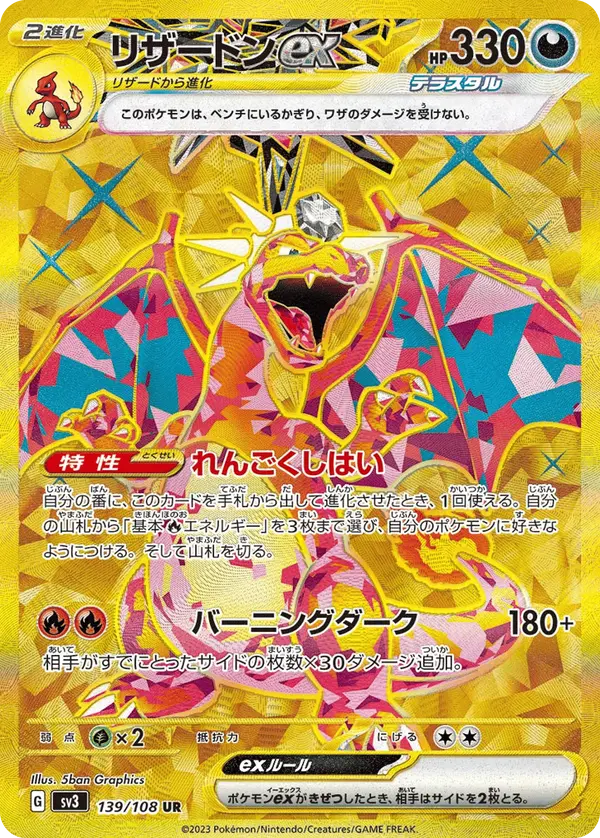 2進化
リザードンex
HP330
リザードから進化
テラスタル
このポケモンは、ベンチにいるかぎり、ワザのダメージを受けない。
特性 れんごくしはい
自分の番に、このカードを手札から出して進化させたとき、1回使える。自分
の山札から「基本エネルギー」を3枚まで選び、自分のポケモンに好きな
ようにつける。そして山札を切る。
バーニングダーク 180+
相手がすでにとったサイドの枚数×30ダメージ追加。
弱点 ×2 抵抗力 にげる
exルール
ポケモンexがきぜつしたとき、相手はサイドを2枚とる。
Illus. 5ban Graphics
G sv3 139/108 UR
©2023 Pokémon/Nintendo/Creatures/GAME FREAK.